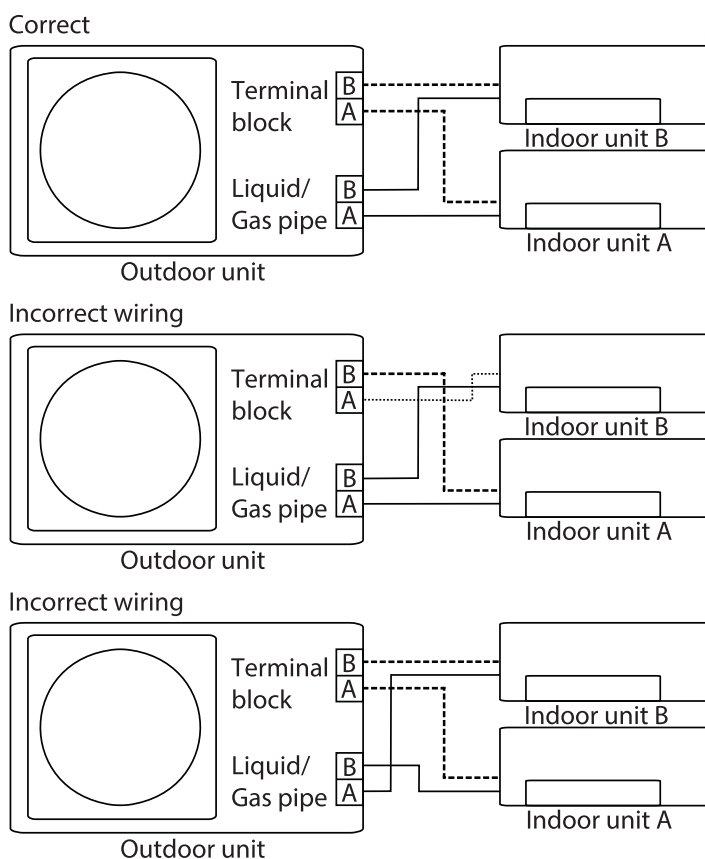 Correct
Terminal
block
B
A
Liquid/
Gas pipe
B
A
Indoor unit B
Indoor unit A
Outdoor unit
Incorrect wiring
Terminal
block
B
A
Liquid/
Gas pipe
B
A
Indoor unit B
Indoor unit A
Outdoor unit
Incorrect wiring
Terminal
block
B
A
Liquid/
Gas pipe
B
A
Indoor unit B
Indoor unit A
Outdoor unit